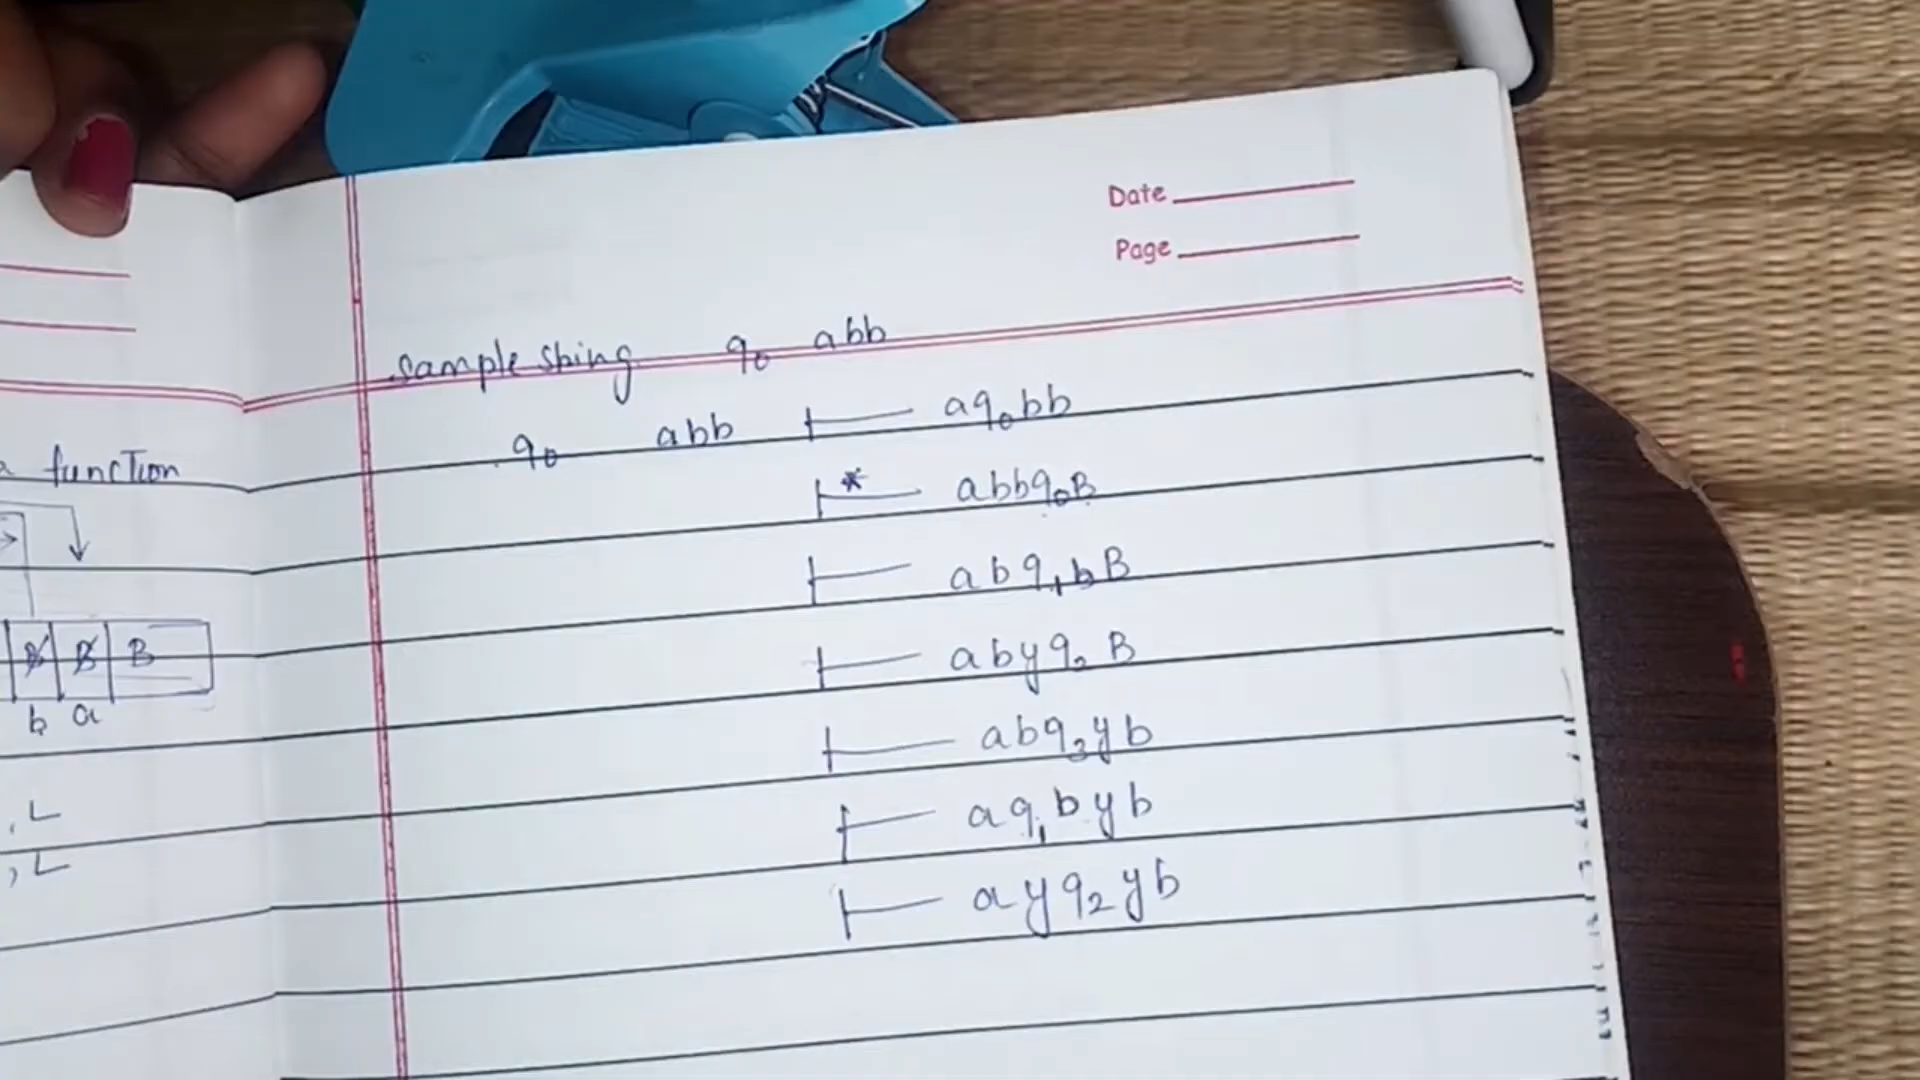 Date
Page
sample string q0 abb
q0 abb ⊢ aq0bb
⊢* abbq0B
⊢ abq1bB
⊢ abyq2B
⊢ abq3yb
⊢ aq1byb
⊢ ayq2yb
function
B B B
b a
, L
, L